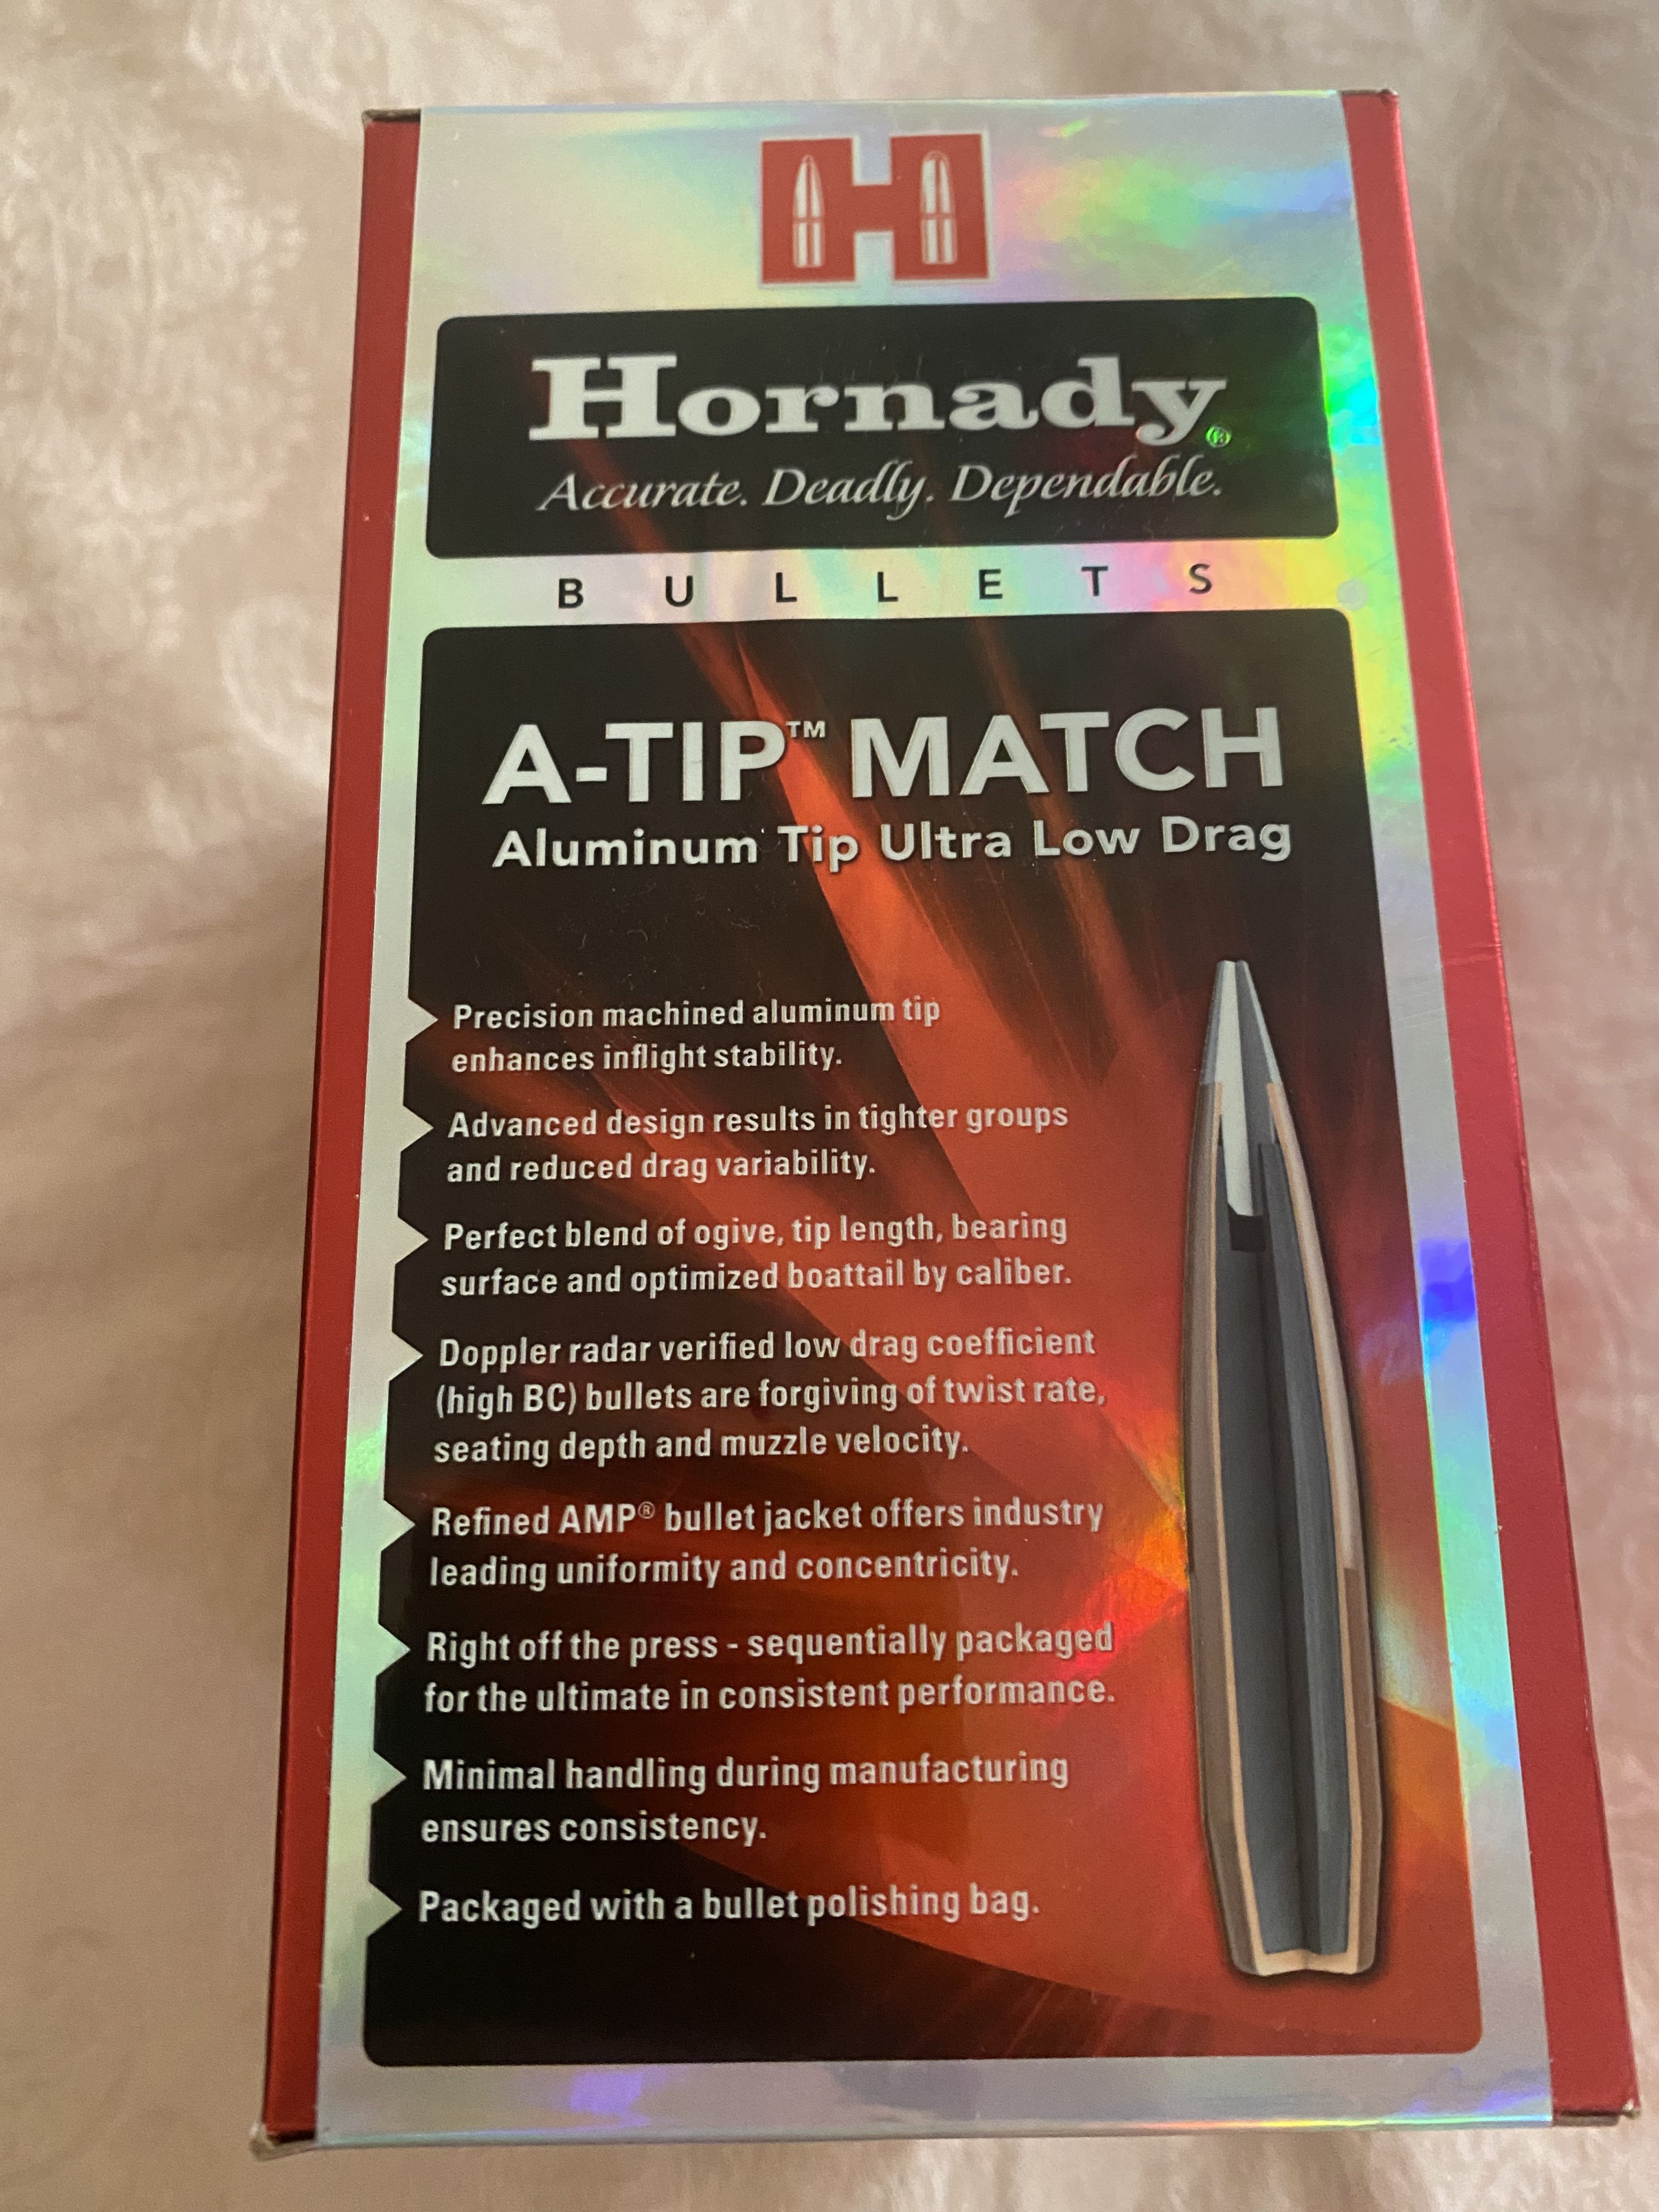 H
Hornady®
Accurate. Deadly. Dependable.
BULLETS
A-TIP™ MATCH
Aluminum Tip Ultra Low Drag
Precision machined aluminum tip
enhances inflight stability.
Advanced design results in tighter groups
and reduced drag variability.
Perfect blend of ogive, tip length, bearing
surface and optimized boattail by caliber.
Doppler radar verified low drag coefficient
(high BC) bullets are forgiving of twist rate,
seating depth and muzzle velocity.
Refined AMP® bullet jacket offers industry
leading uniformity and concentricity.
Right off the press - sequentially packaged
for the ultimate in consistent performance.
Minimal handling during manufacturing
ensures consistency.
Packaged with a bullet polishing bag.